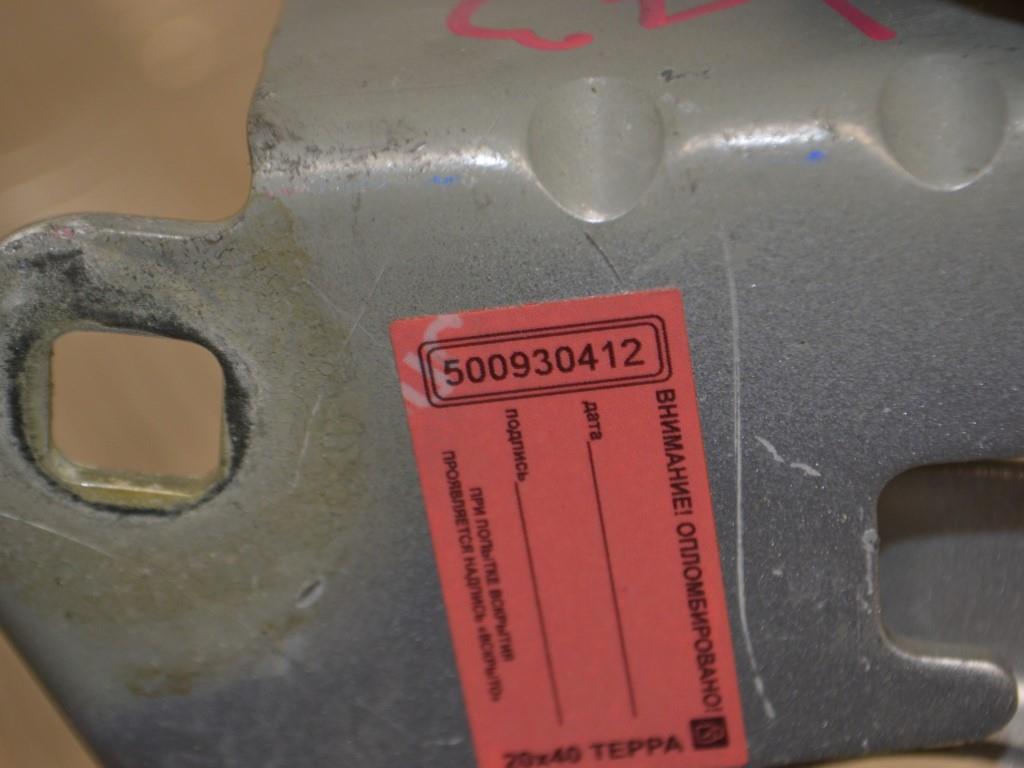 500930412
ВНИМАНИЕ! ОПЛОМБИРОВАНО!
дата
подпись
ПРИ ПОПЫТКЕ ВСКРЫТИЯ
ПРОЯВЛЯЕТСЯ НАДПИСЬ «ВСКРЫТО»
20x40 ТЕРРА